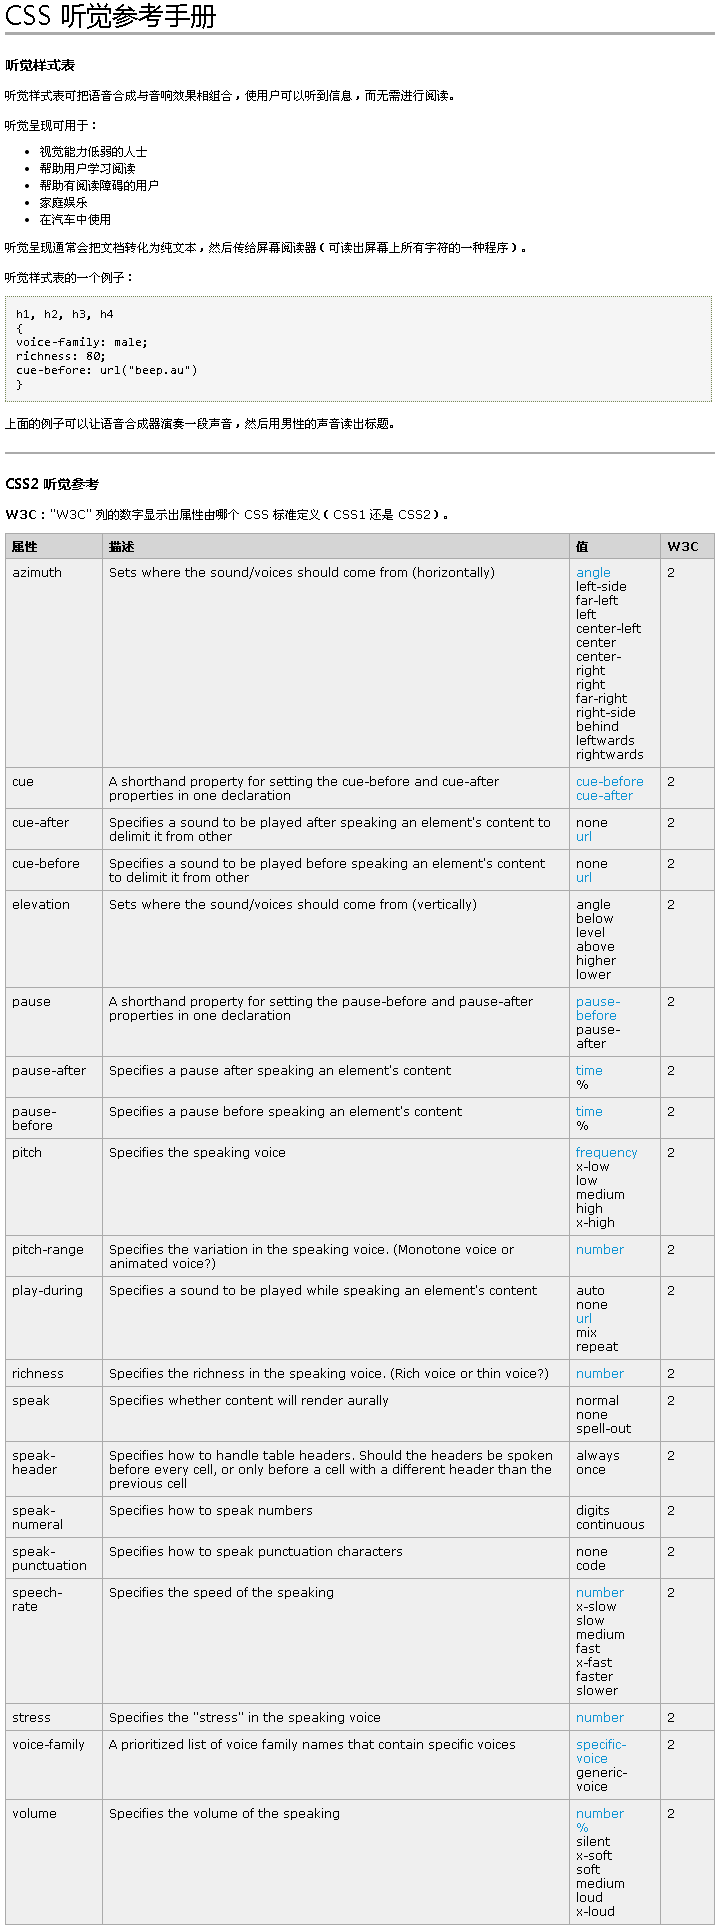 CSS 听觉参考手册
听觉样式表
听觉样式表可把语音合成与音响效果相组合，使用户可以听到信息，而无需进行阅读。
听觉呈现可用于：
• 视觉能力低弱的人士
• 帮助用户学习阅读
• 帮助有阅读障碍的用户
• 家庭娱乐
• 在汽车中使用
听觉呈现通常会把文档转化为纯文本，然后传给屏幕阅读器（可读出屏幕上所有字符的一种程序）。
听觉样式表的一个例子：
h1, h2, h3, h4
{
voice-family: male;
richness: 80;
cue-before: url("beep.au")
}
上面的例子可以让语音合成器演奏一段声音，然后用男性的声音读出标题。
CSS2 听觉参考
W3C："W3C" 列的数字显示出属性由哪个 CSS 标准定义（CSS1 还是 CSS2）。
属性 描述 值 W3C
azimuth Sets where the sound/voices should come from (horizontally) angle 2
left-side
far-left
left
center-left
center
center-
right
right
far-right
right-side
behind
leftwards
rightwards
cue A shorthand property for setting the cue-before and cue-after cue-before 2
properties in one declaration cue-after
cue-after Specifies a sound to be played after speaking an element's content to none 2
delimit it from other url
cue-before Specifies a sound to be played before speaking an element's content none 2
to delimit it from other url
elevation Sets where the sound/voices should come from (vertically) angle 2
below
level
above
higher
lower
pause A shorthand property for setting the pause-before and pause-after pause- 2
properties in one declaration before
pause-
after
pause-after Specifies a pause after speaking an element's content time 2
%
pause- Specifies a pause before speaking an element's content time 2
before %
pitch Specifies the speaking voice frequency 2
x-low
low
medium
high
x-high
pitch-range Specifies the variation in the speaking voice. (Monotone voice or number 2
animated voice?)
play-during Specifies a sound to be played while speaking an element's content auto 2
none
url
mix
repeat
richness Specifies the richness in the speaking voice. (Rich voice or thin voice?) number 2
speak Specifies whether content will render aurally normal 2
none
spell-out
speak- Specifies how to handle table headers. Should the headers be spoken always 2
header before every cell, or only before a cell with a different header than the once
previous cell
speak- Specifies how to speak numbers digits 2
numeral continuous
speak- Specifies how to speak punctuation characters none 2
punctuation code
speech- Specifies the speed of the speaking number 2
rate x-slow
slow
medium
fast
x-fast
faster
slower
stress Specifies the "stress" in the speaking voice number 2
voice-family A prioritized list of voice family names that contain specific voices specific- 2
voice
generic-
voice
volume Specifies the volume of the speaking number 2
%
silent
x-soft
soft
medium
loud
x-loud